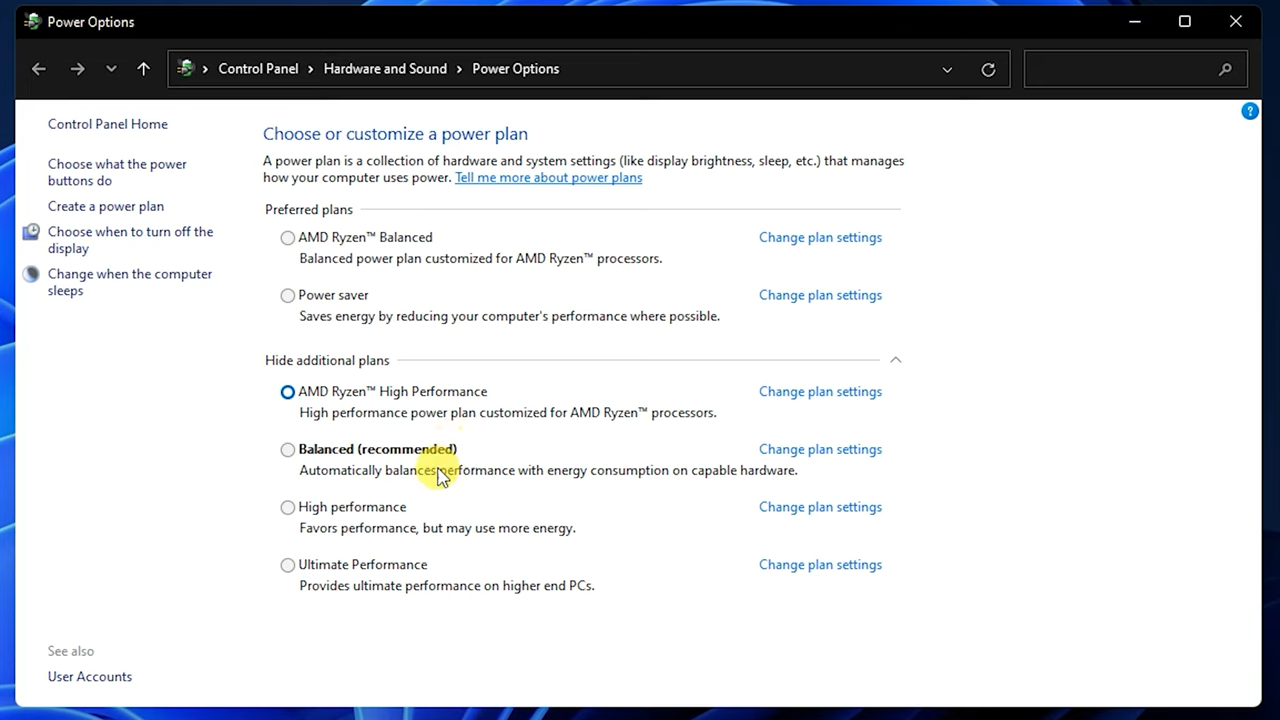 Power Options
Control Panel > Hardware and Sound > Power Options
?
Control Panel Home
Choose what the power
buttons do
Create a power plan
Choose when to turn off the
display
Change when the computer
sleeps
Choose or customize a power plan
A power plan is a collection of hardware and system settings (like display brightness, sleep, etc.) that manages
how your computer uses power. Tell me more about power plans
Preferred plans
AMD Ryzen™ Balanced Change plan settings
Balanced power plan customized for AMD Ryzen™ processors.
Power saver Change plan settings
Saves energy by reducing your computer's performance where possible.
Hide additional plans
AMD Ryzen™ High Performance Change plan settings
High performance power plan customized for AMD Ryzen™ processors.
Balanced (recommended) Change plan settings
Automatically balances performance with energy consumption on capable hardware.
High performance Change plan settings
Favors performance, but may use more energy.
Ultimate Performance Change plan settings
Provides ultimate performance on higher end PCs.
See also
User Accounts